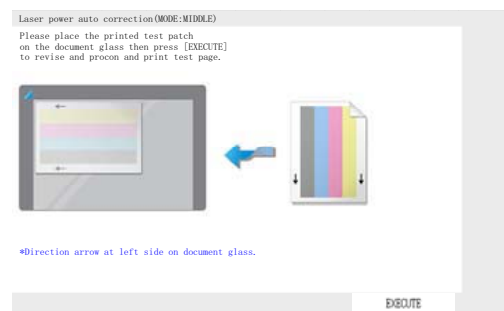 Laser power auto correction(MODE:MIDDLE)
Please place the printed test patch
on the document glass then press [EXECUTE]
to revise and procon and print test page.
*Direction arrow at left side on document glass.
EXECUTE